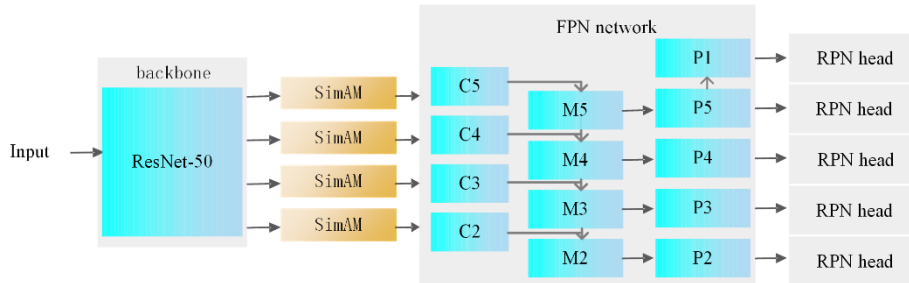 FPN network
backbone
P1
RPN head
SimAM
C5
M5
P5
RPN head
Input
ResNet-50
SimAM
C4
M4
P4
RPN head
SimAM
C3
M3
P3
RPN head
SimAM
C2
M2
P2
RPN head